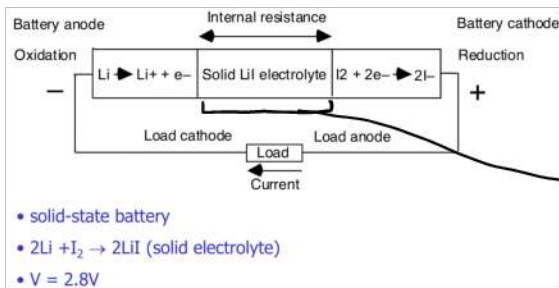 Internal resistance
Battery anode
Battery cathode
Oxidation
Reduction
Li → Li+ + e–
Solid LiI electrolyte
I2 + 2e– → 2I–
–
+
Load cathode
Load anode
Load
Current
• solid-state battery
• 2Li +I₂ → 2LiI (solid electrolyte)
• V = 2.8V